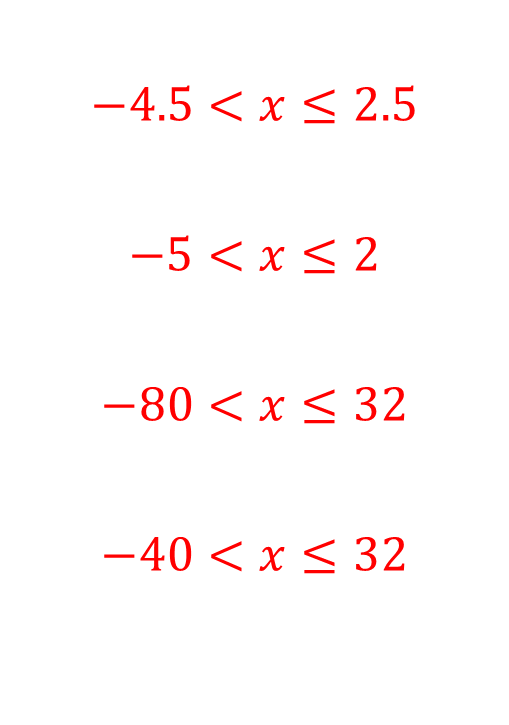 −4.5 < x ≤ 2.5
−5 < x ≤ 2
−80 < x ≤ 32
−40 < x ≤ 32